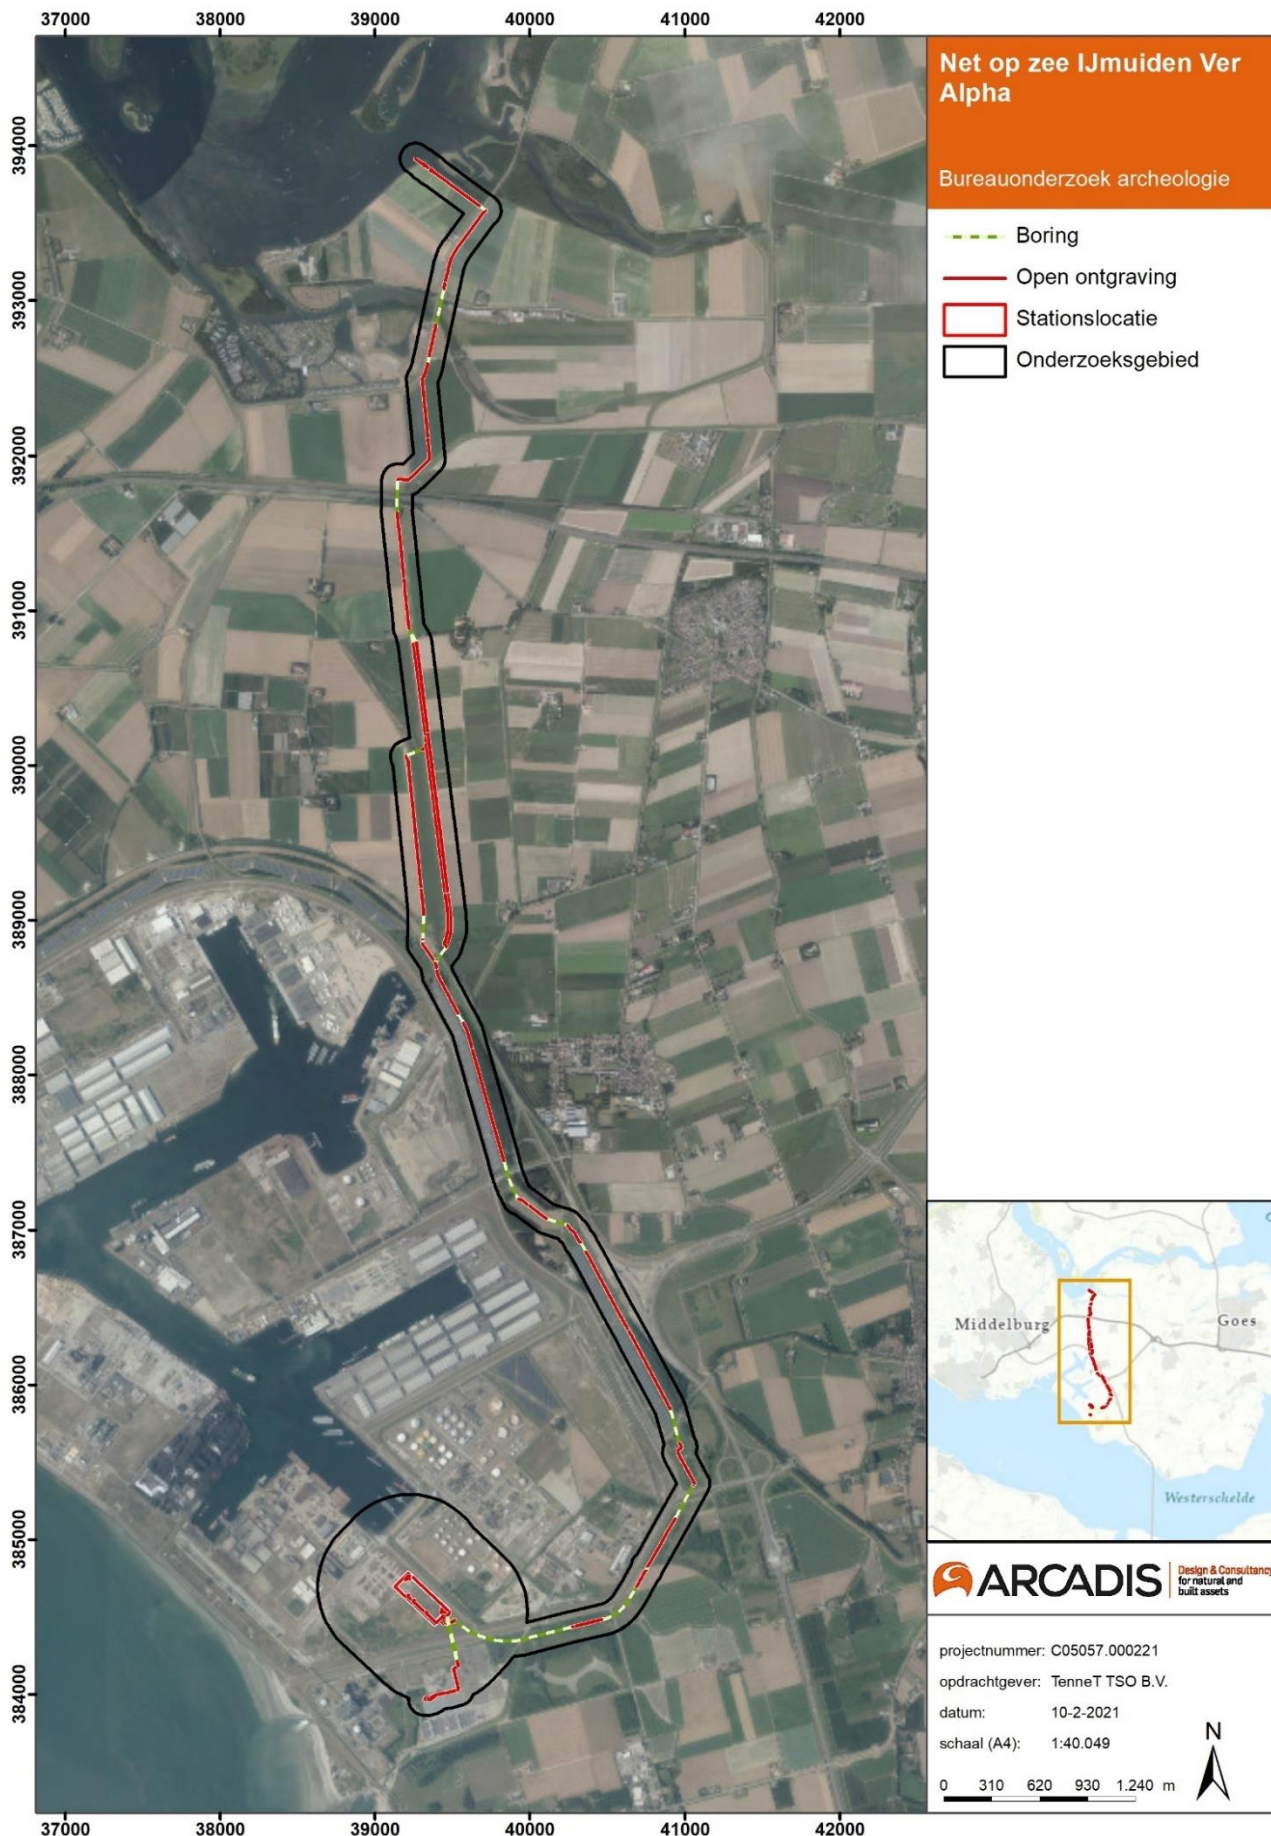 37000 38000 39000 40000 41000 42000
Net op zee IJmuiden Ver
Alpha
Bureauonderzoek archeologie
Boring
Open ontgraving
Stationslocatie
Onderzoeksgebied
394000
393000
392000
391000
390000
389000
388000
387000
386000
385000
384000
394000
Middelburg
Goes
Westerschelde
ARCADIS
Design & Consultancy
for natural and
built assets
projectnummer: C05057.000221
opdrachtgever: TenneT TSO B.V.
datum: 10-2-2021
schaal (A4): 1:40.049
N
0 310 620 930 1.240 m
37000 38000 39000 40000 41000 42000